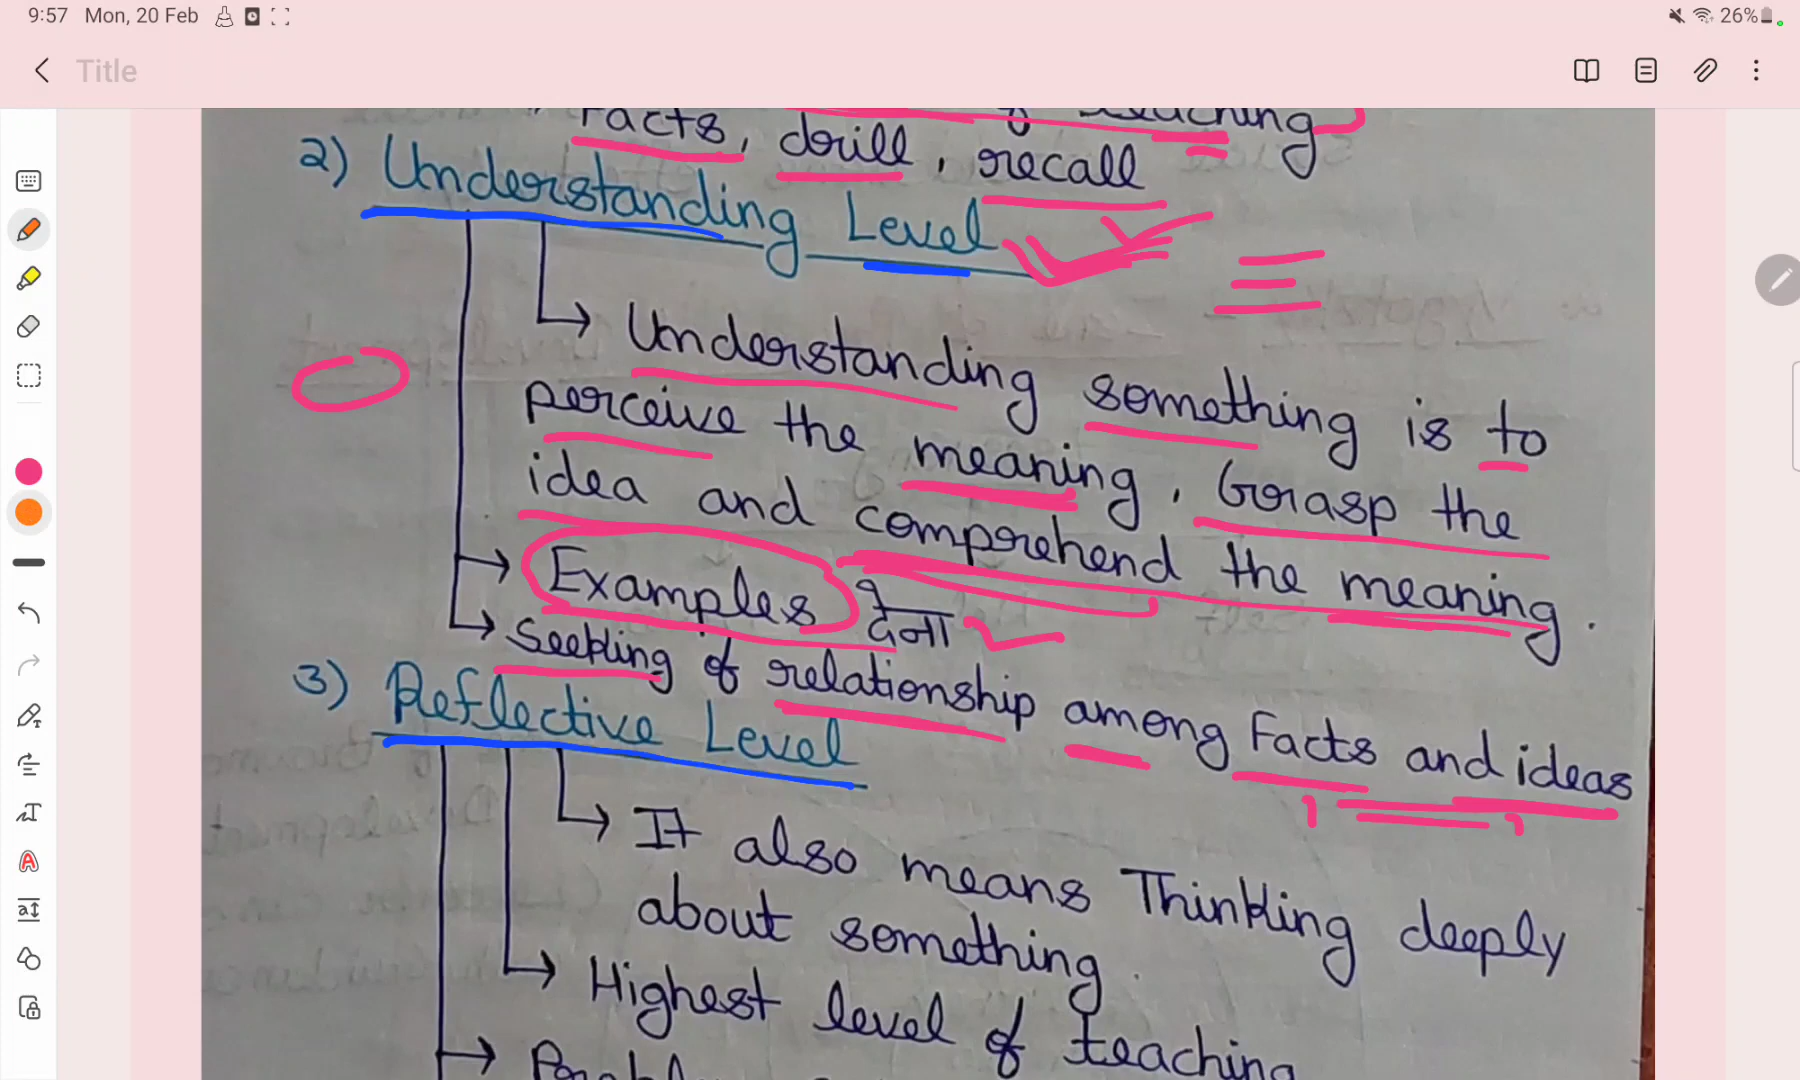 9:57 Mon, 20 Feb
26%
Title
teaching
Facts, drill, recall
2) Understanding Level
Understanding something is to
perceive the meaning, Grasp the
idea and comprehend the meaning.
Examples देना
Seeking of relationship among Facts and ideas
3) Reflective Level
It also means Thinking deeply
about something.
Highest level of teaching